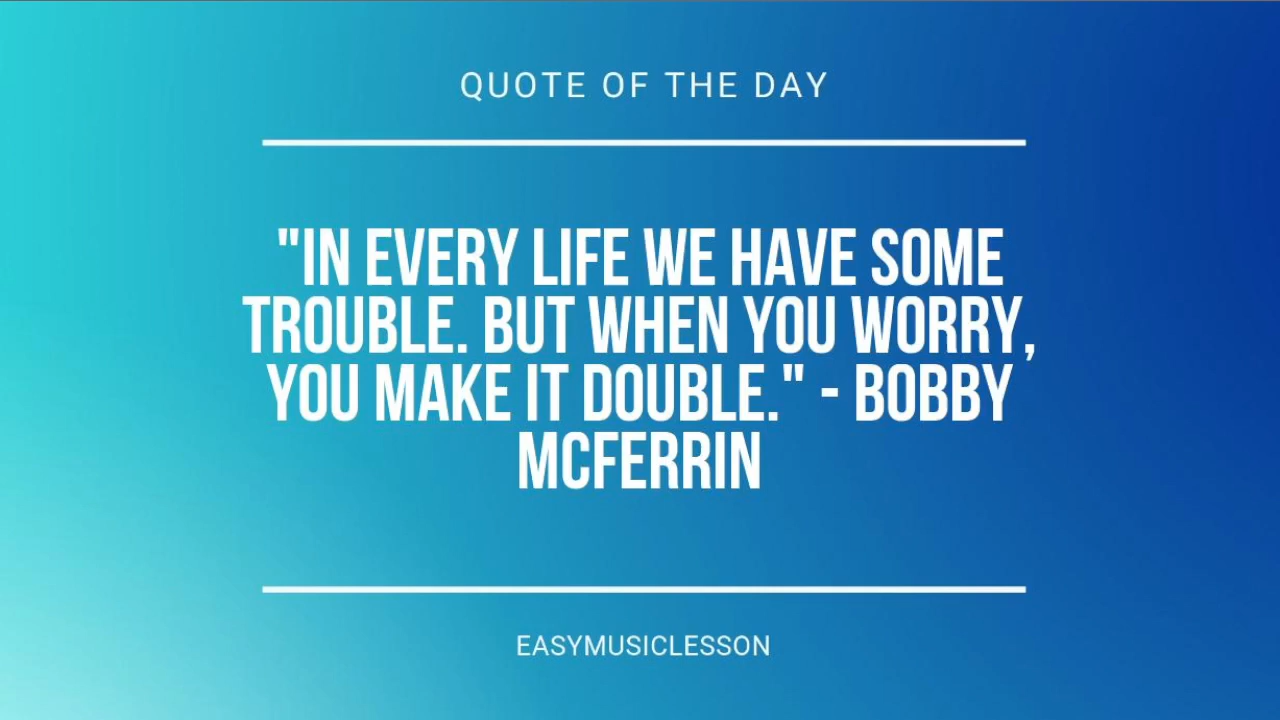 QUOTE OF THE DAY
"IN EVERY LIFE WE HAVE SOME
TROUBLE. BUT WHEN YOU WORRY,
YOU MAKE IT DOUBLE." - BOBBY
MCFERRIN
EASYMUSICLESSON